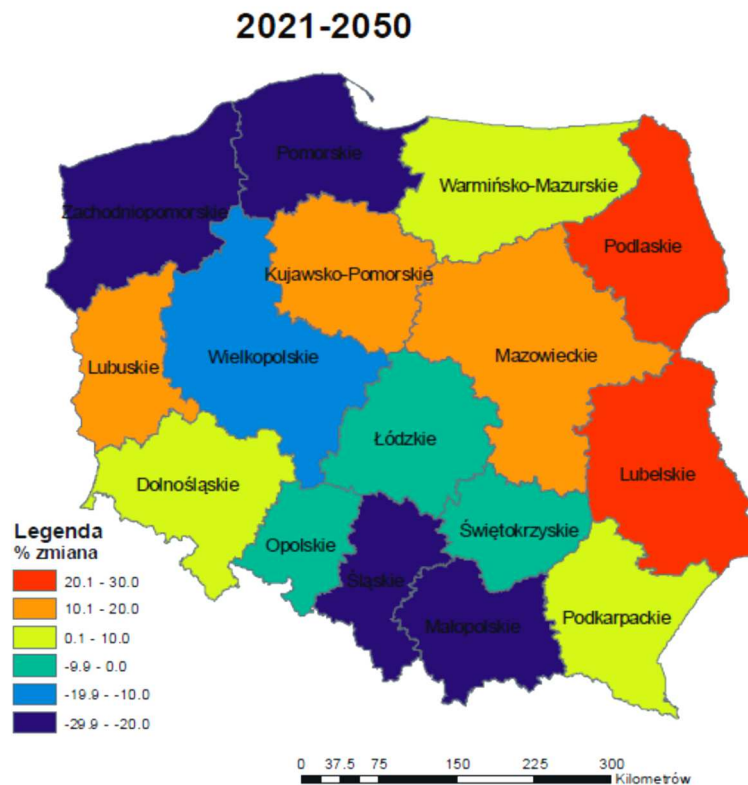 2021-2050
Pomorskie
Warmińsko-Mazurskie
Zachodniopomorskie
Podlaskie
Kujawsko-Pomorskie
Lubuskie
Wielkopolskie
Mazowieckie
Łódzkie
Lubelskie
Dolnośląskie
Opolskie
Świętokrzyskie
Śląskie
Małopolskie
Podkarpackie
Legenda
% zmiana
20.1 - 30.0
10.1 - 20.0
0.1 - 10.0
-9.9 - 0.0
-19.9 - -10.0
-29.9 - -20.0
0 37.5 75 150 225 300
Kilometrów